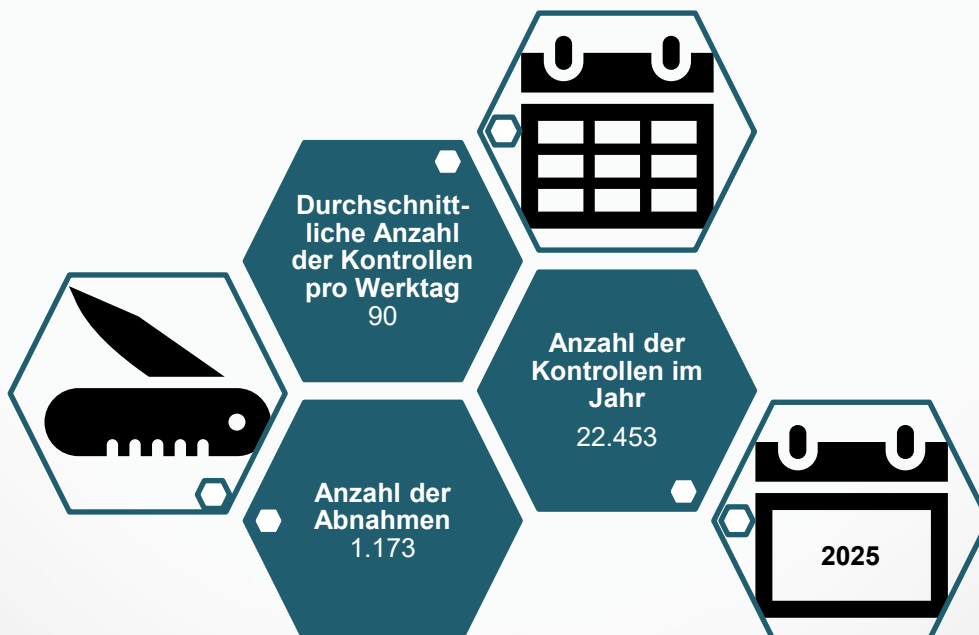 Durchschnitt-
liche Anzahl
der Kontrollen
pro Werktag
90
Anzahl der
Kontrollen im
Jahr
22.453
Anzahl der
Abnahmen
1.173
2025